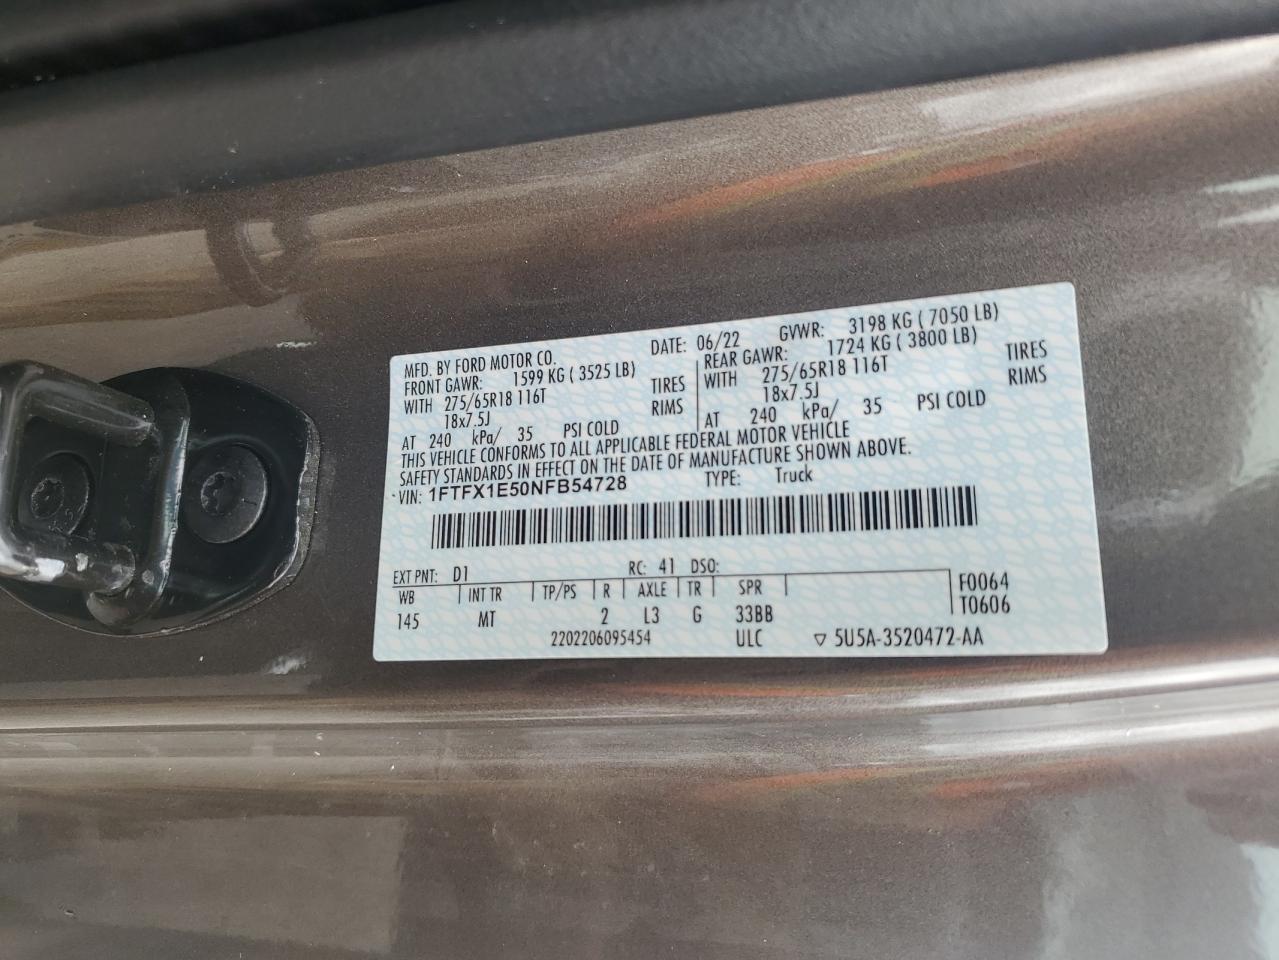 MFD. BY FORD MOTOR CO.
DATE: 06/22 GVWR: 3198 KG ( 7050 LB)
FRONT GAWR: 1599 KG ( 3525 LB)
WITH 275/65R18 116T TIRES
18x7.5J RIMS
AT 240 kPa/ 35 PSI COLD
REAR GAWR: 1724 KG ( 3800 LB)
WITH 275/65R18 116T TIRES
18x7.5J RIMS
AT 240 kPa/ 35 PSI COLD
THIS VEHICLE CONFORMS TO ALL APPLICABLE FEDERAL MOTOR VEHICLE
SAFETY STANDARDS IN EFFECT ON THE DATE OF MANUFACTURE SHOWN ABOVE.
VIN: 1FTFX1E50NFB54728 TYPE: Truck
EXT PNT: D1 RC: 41 DSO:
WB INT TR TP/PS R AXLE TR SPR F0064
145 MT 2 L3 G 33BB T0606
2202206095454 ULC ▽ 5U5A-3520472-AA